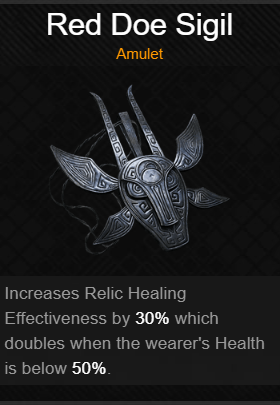 Red Doe Sigil
Amulet
Increases Relic Healing
Effectiveness by 30% which
doubles when the wearer's Health
is below 50%.